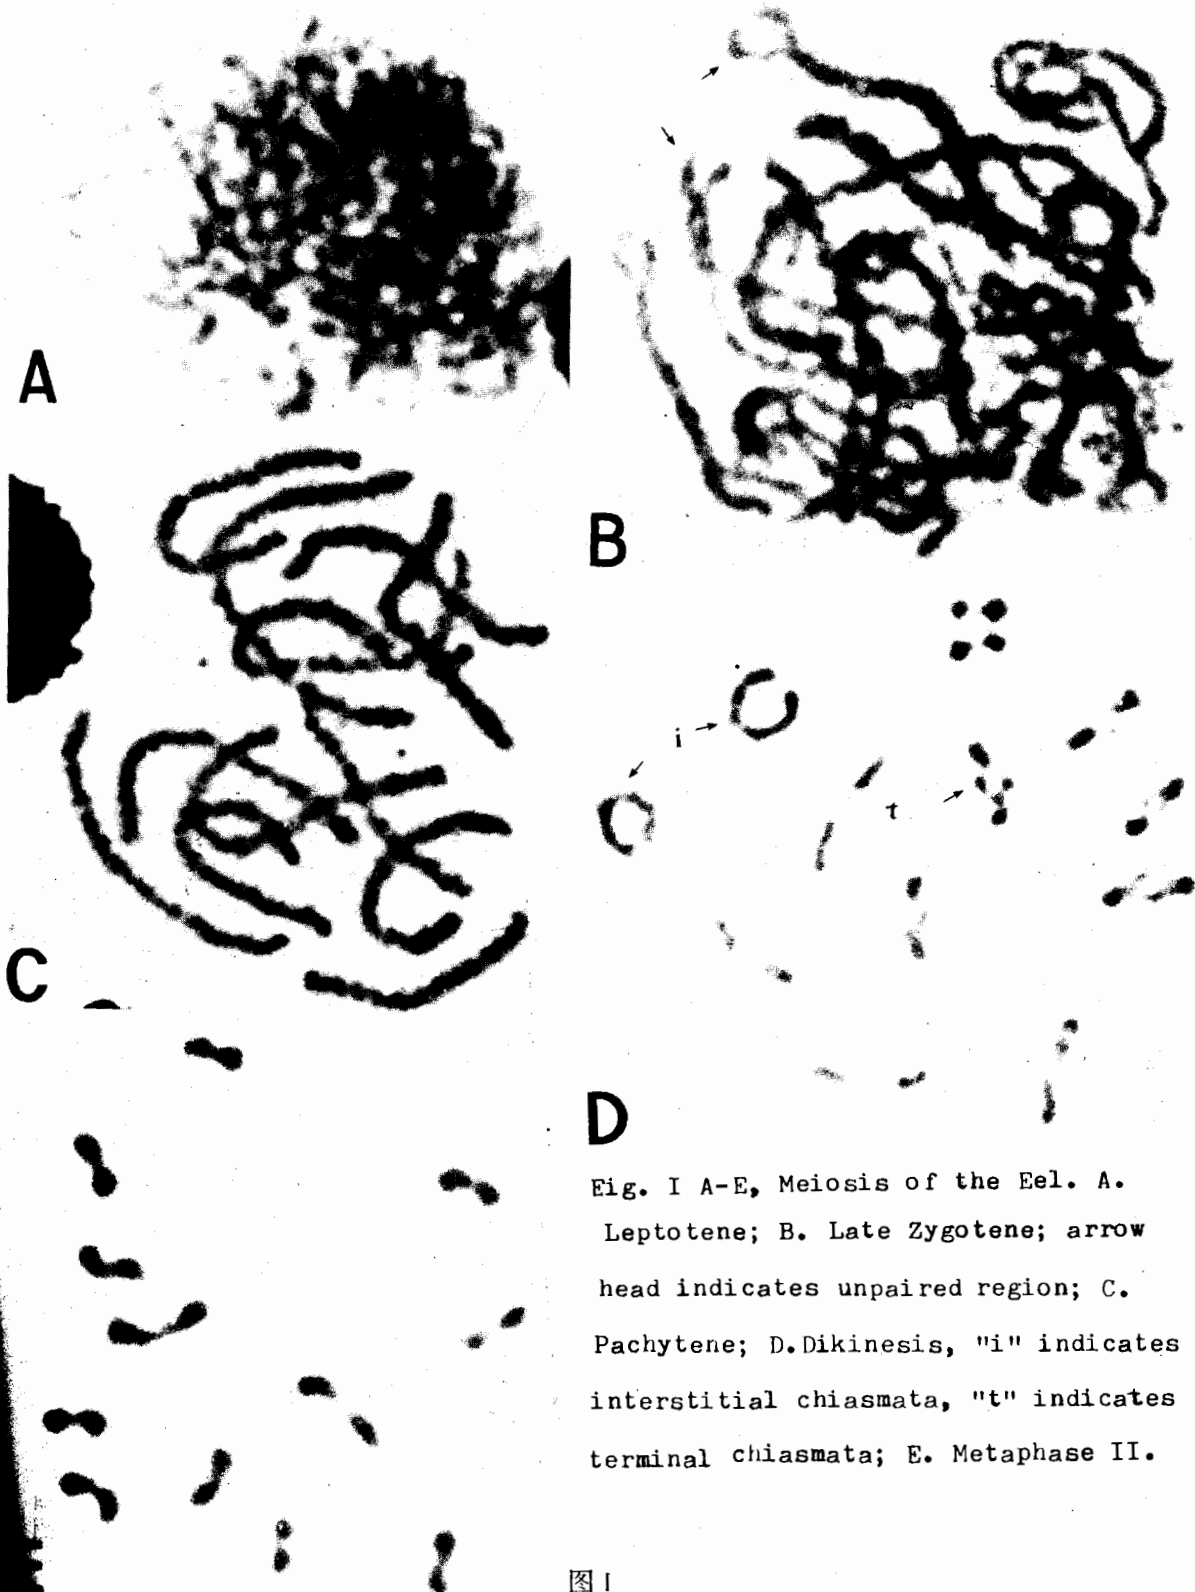 A
B
i
t
C
D
Eig. I A-E, Meiosis of the Eel. A.
Leptotene; B. Late Zygotene; arrow
head indicates unpaired region; C.
Pachytene; D.Dikinesis, "i" indicates
interstitial chiasmata, "t" indicates
terminal chiasmata; E. Metaphase II.
图 I